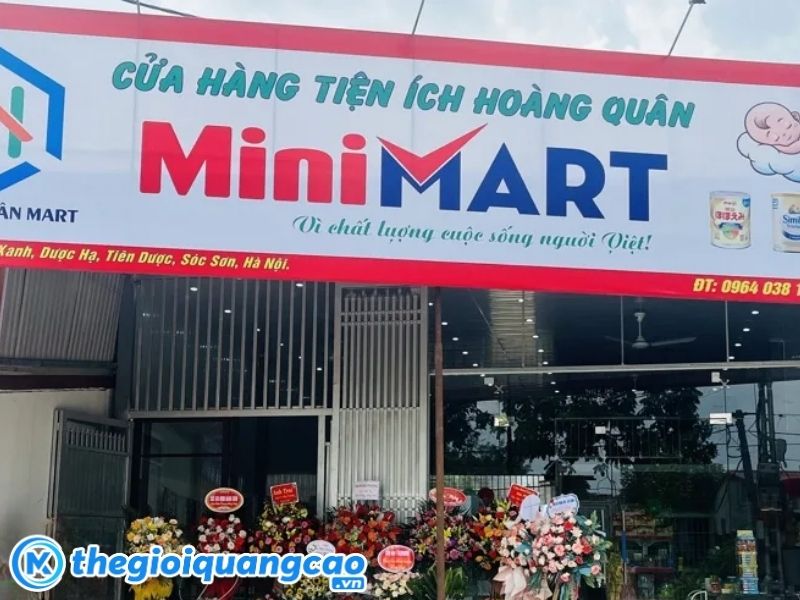 CỬA HÀNG TIỆN ÍCH HOÀNG QUÂN
MiniMART
ÂN MART
Vì chất lượng cuộc sống người Việt!
Xanh, Dược Hạ, Tiên Dược, Sóc Sơn, Hà Nội.
ĐT: 0964 038 1
thegioiquangcao
.vn